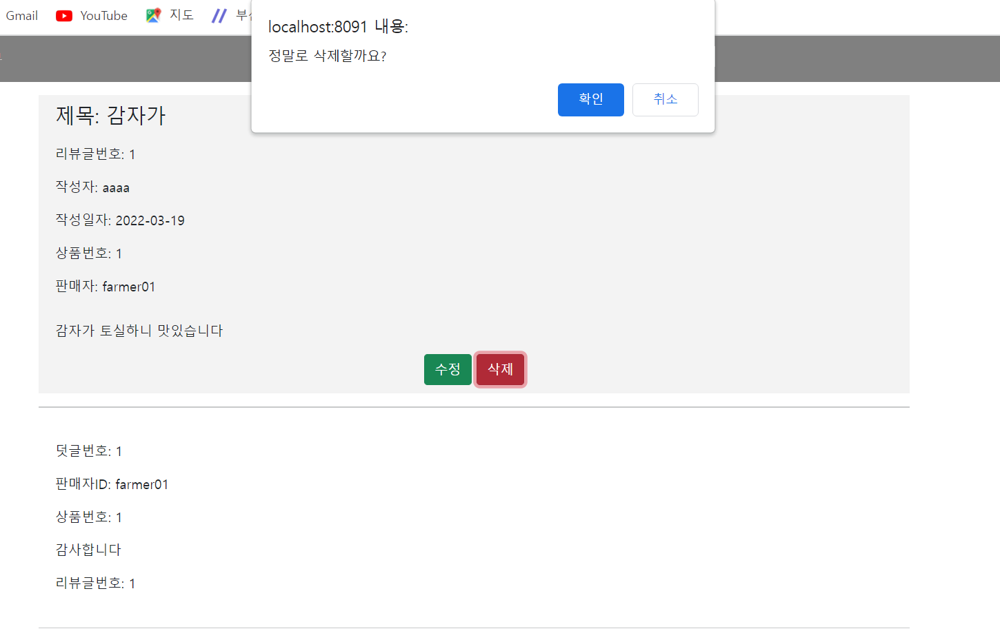 Gmail YouTube 지도
localhost:8091 내용:
정말로 삭제할까요?
확인 취소
제목: 감자가
리뷰글번호: 1
작성자: aaaa
작성일자: 2022-03-19
상품번호: 1
판매자: farmer01
감자가 토실하니 맛있습니다
수정 삭제
덧글번호: 1
판매자ID: farmer01
상품번호: 1
감사합니다
리뷰글번호: 1